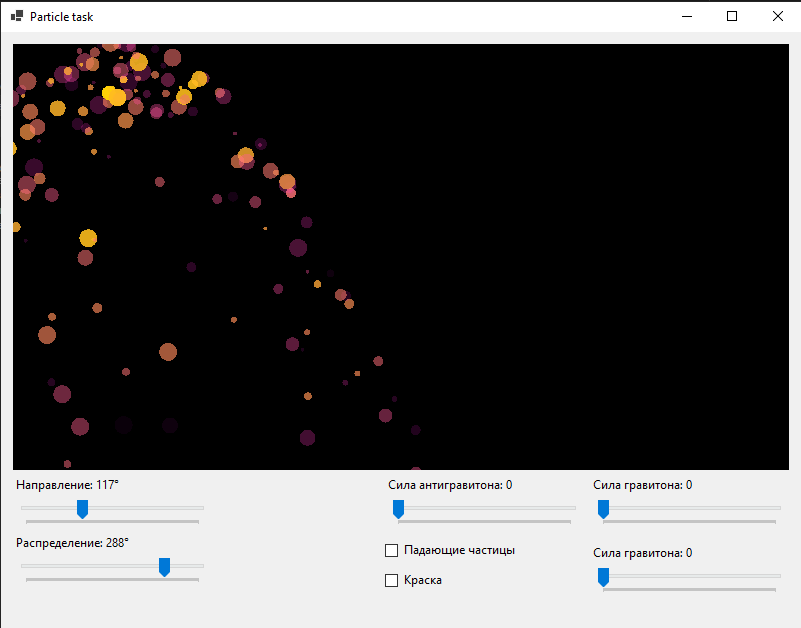 Particle task
Направление: 117°
Распределение: 288°
Сила антигравитона: 0
Падающие частицы
Краска
Сила гравитона: 0
Сила гравитона: 0